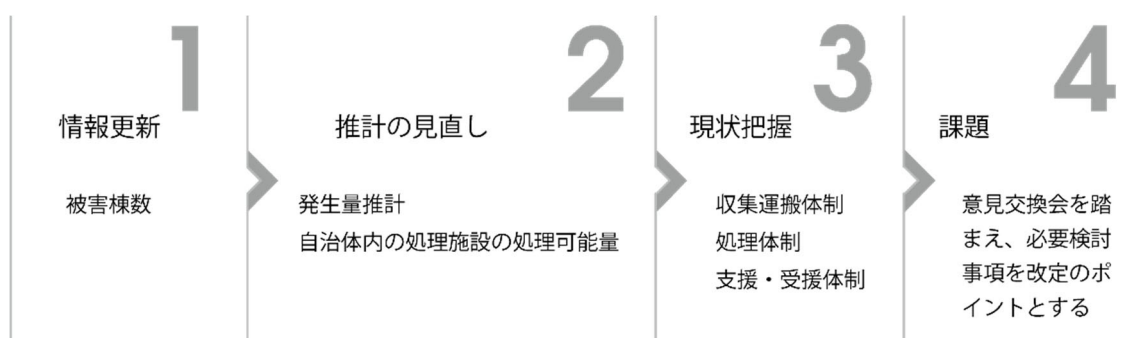 1
情報更新
被害棟数
2
推計の見直し
発生量推計
自治体内の処理施設の処理可能量
3
現状把握
収集運搬体制
処理体制
支援・受援体制
4
課題
意見交換会を踏
まえ、必要検討
事項を改定のポ
イントとする